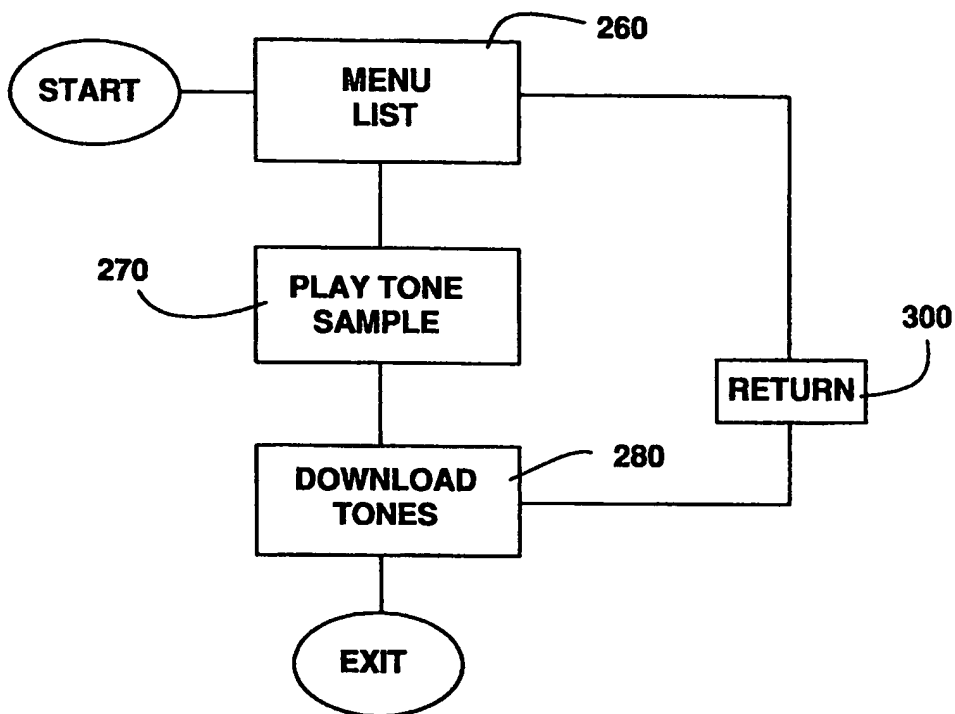 260
START
MENU
LIST
270
PLAY TONE
SAMPLE
300
RETURN
280
DOWNLOAD
TONES
EXIT